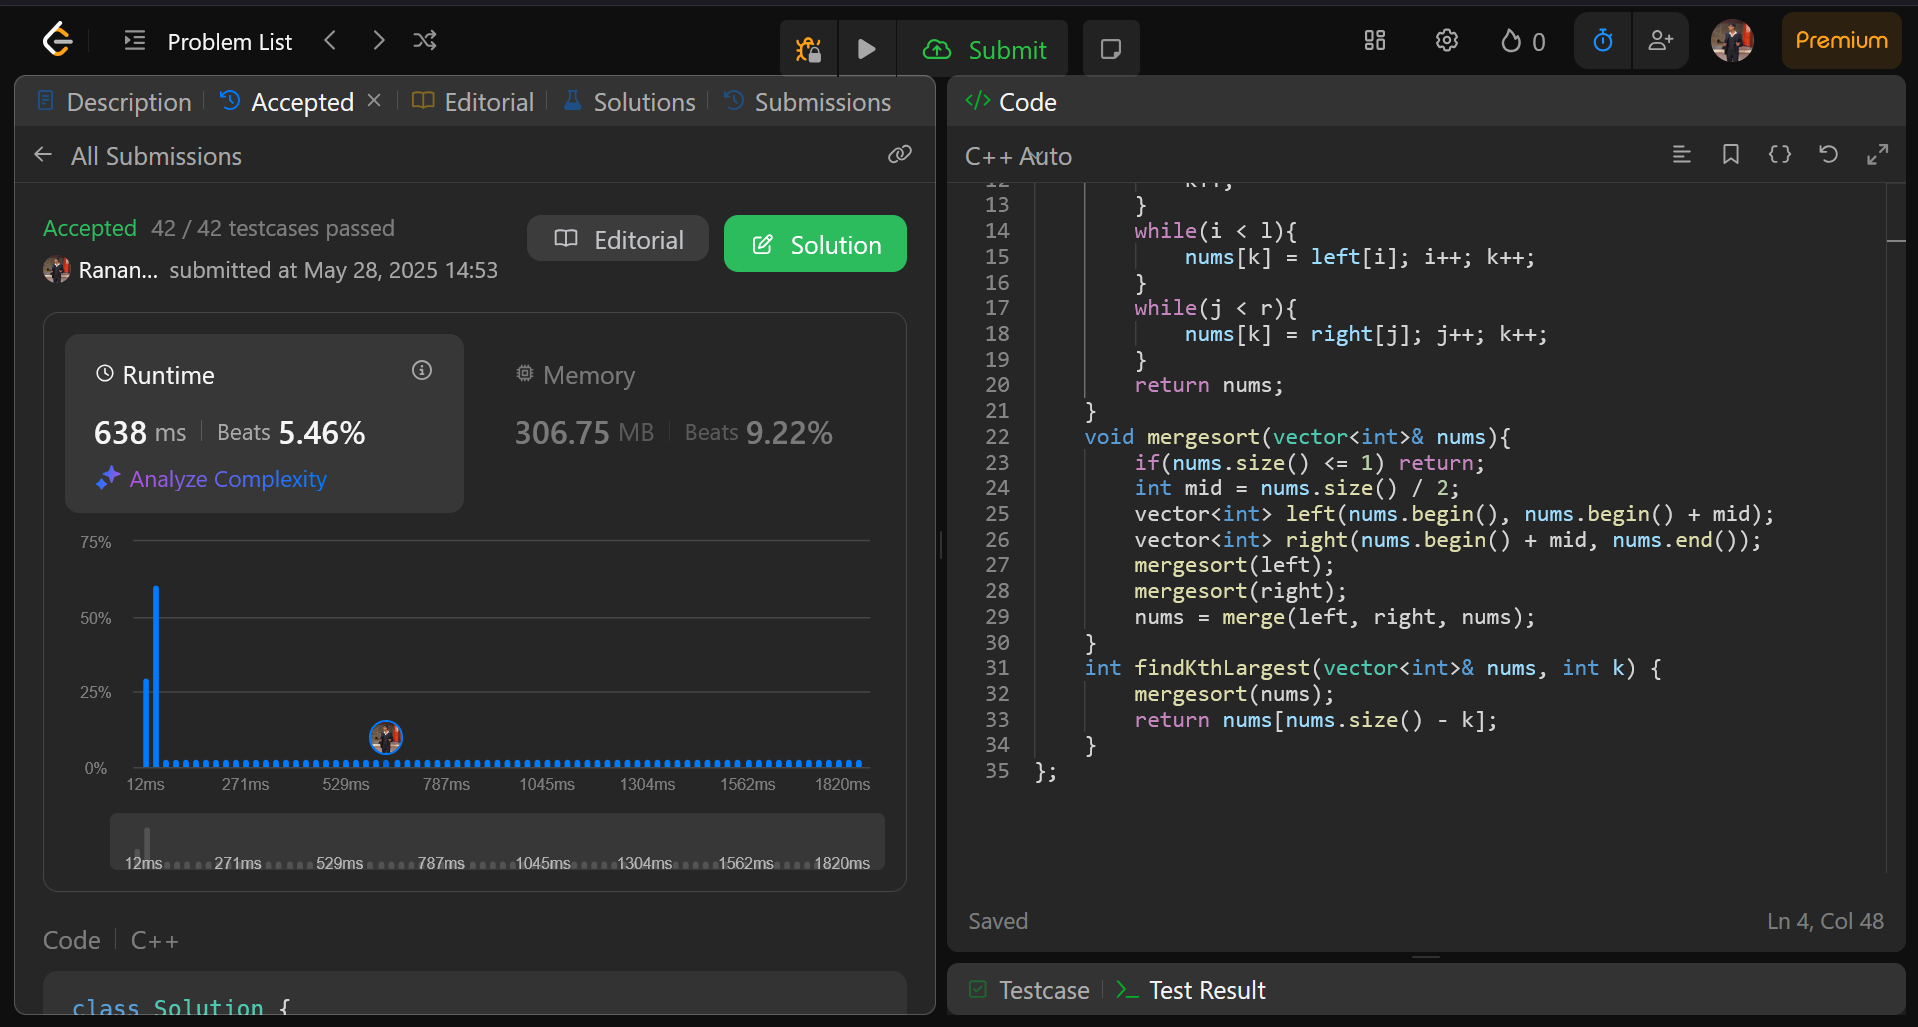 Problem List
Submit
0
Premium
Description
Accepted
Editorial
Solutions
Submissions
All Submissions
Accepted 42 / 42 testcases passed
Ranan... submitted at May 28, 2025 14:53
Editorial
Solution
Runtime
638 ms Beats 5.46%
Analyze Complexity
Memory
306.75 MB Beats 9.22%
75%
50%
25%
0%
12ms 271ms 529ms 787ms 1045ms 1304ms 1562ms 1820ms
12ms 271ms 529ms 787ms 1045ms 1304ms 1562ms 1820ms
Code C++
class Solution {
</> Code
C++ Auto
12 k++;
13 }
14 while(i < l){
15 nums[k] = left[i]; i++; k++;
16 }
17 while(j < r){
18 nums[k] = right[j]; j++; k++;
19 }
20 return nums;
21 }
22 void mergesort(vector<int>& nums){
23 if(nums.size() <= 1) return;
24 int mid = nums.size() / 2;
25 vector<int> left(nums.begin(), nums.begin() + mid);
26 vector<int> right(nums.begin() + mid, nums.end());
27 mergesort(left);
28 mergesort(right);
29 nums = merge(left, right, nums);
30 }
31 int findKthLargest(vector<int>& nums, int k) {
32 mergesort(nums);
33 return nums[nums.size() - k];
34 }
35 };
Saved
Ln 4, Col 48
Testcase
Test Result